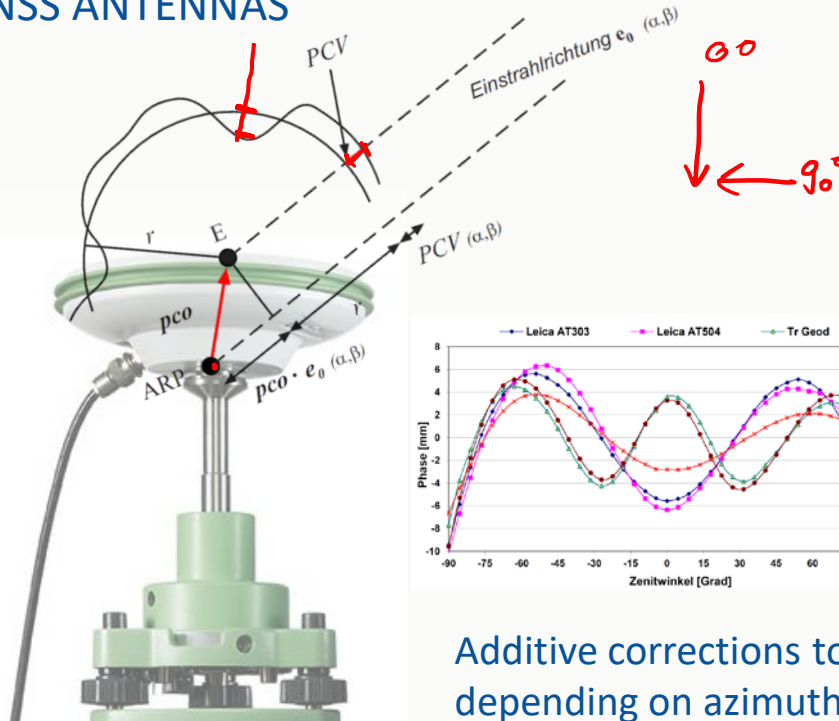 NSS ANTENNAS
PCV
Einstrahlrichtung e₀ (α,β)
0°
90°
r
E
PCV (α,β)
pco
r
ARP
pco · e₀ (α,β)
Leica AT303
Leica AT504
Tr Geod
Phase [mm]
8
6
4
2
0
-2
-4
-6
-8
-10
-90 -75 -60 -45 -30 -15 0 15 30 45 60
Zenitwinkel [Grad]
Additive corrections to
depending on azimuth